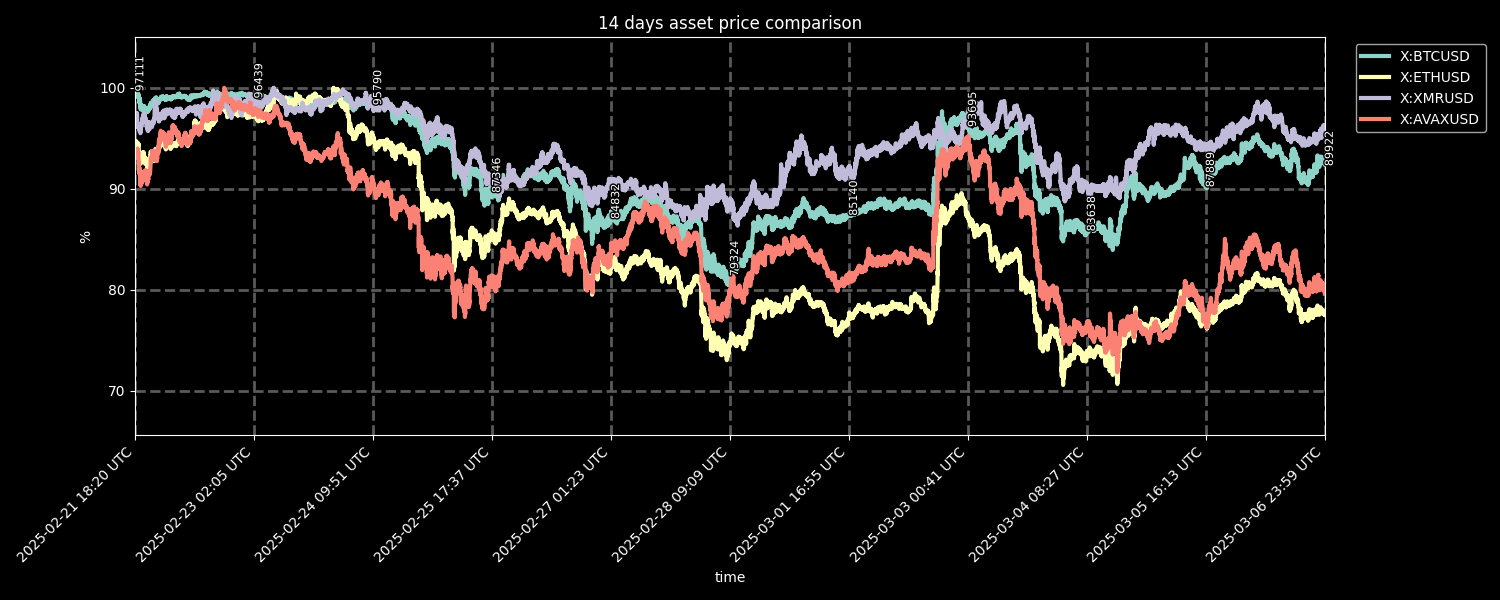 14 days asset price comparison
X:BTCUSD
X:ETHUSD
X:XMRUSD
X:AVAXUSD
100
90
80
70
%
97111
96439
95790
87346
84832
79324
85140
93695
83638
87889
89922
2025-02-21 18:20 UTC
2025-02-23 02:05 UTC
2025-02-24 09:51 UTC
2025-02-25 17:37 UTC
2025-02-27 01:23 UTC
2025-02-28 09:09 UTC
2025-03-01 16:55 UTC
2025-03-03 00:41 UTC
2025-03-04 08:27 UTC
2025-03-05 16:13 UTC
2025-03-06 23:59 UTC
time